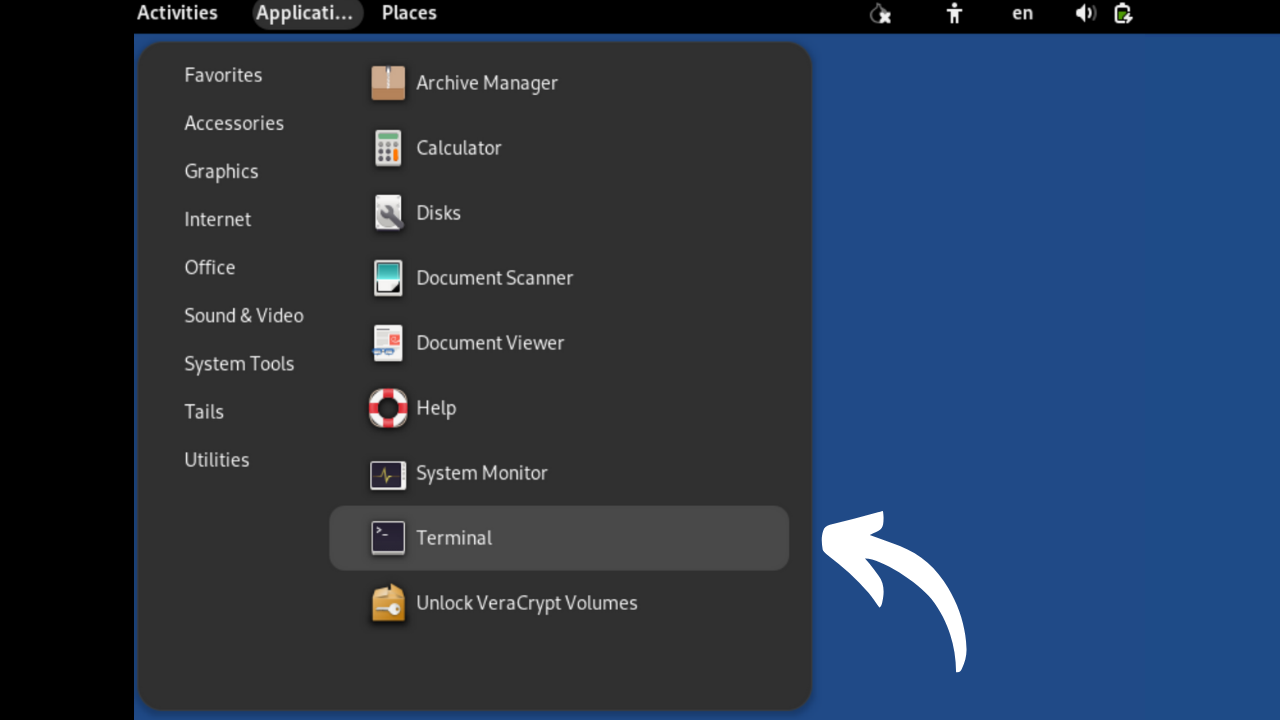 Activities Applicati... Places en
Favorites
Accessories
Graphics
Internet
Office
Sound & Video
System Tools
Tails
Utilities
Archive Manager
Calculator
Disks
Document Scanner
Document Viewer
Help
System Monitor
Terminal
Unlock VeraCrypt Volumes